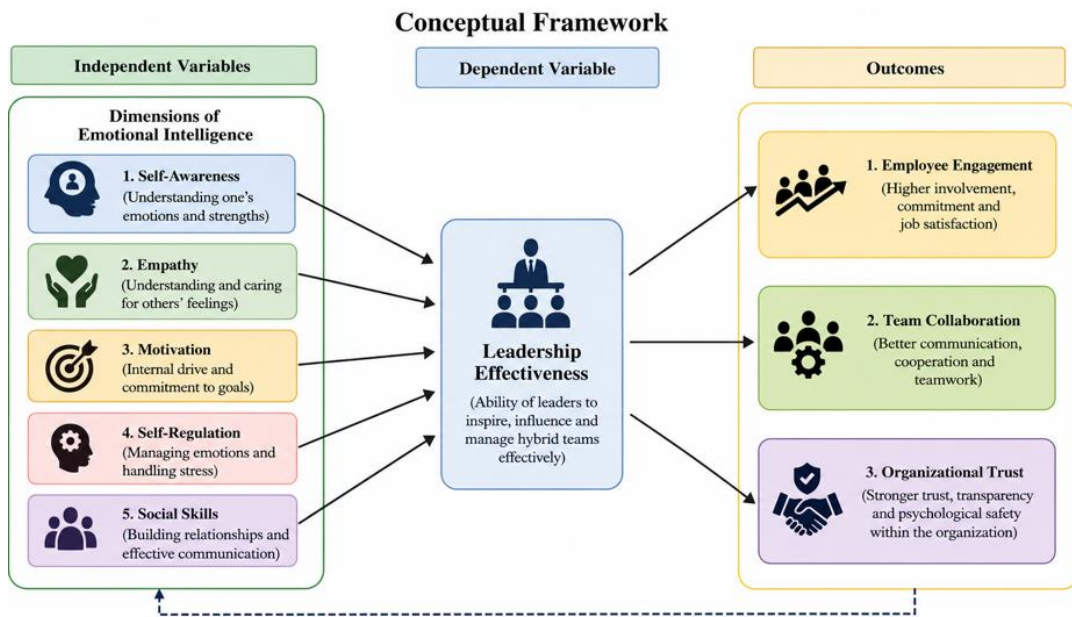 Conceptual Framework
Independent Variables
Dependent Variable
Outcomes
Dimensions of
Emotional Intelligence
1. Self-Awareness
(Understanding one’s
emotions and strengths)
2. Empathy
(Understanding and caring
for others’ feelings)
3. Motivation
(Internal drive and
commitment to goals)
4. Self-Regulation
(Managing emotions and
handling stress)
5. Social Skills
(Building relationships and
effective communication)
Leadership
Effectiveness
(Ability of leaders to
inspire, influence and
manage hybrid teams
effectively)
1. Employee Engagement
(Higher involvement,
commitment and
job satisfaction)
2. Team Collaboration
(Better communication,
cooperation and
teamwork)
3. Organizational Trust
(Stronger trust, transparency
and psychological safety
within the organization)